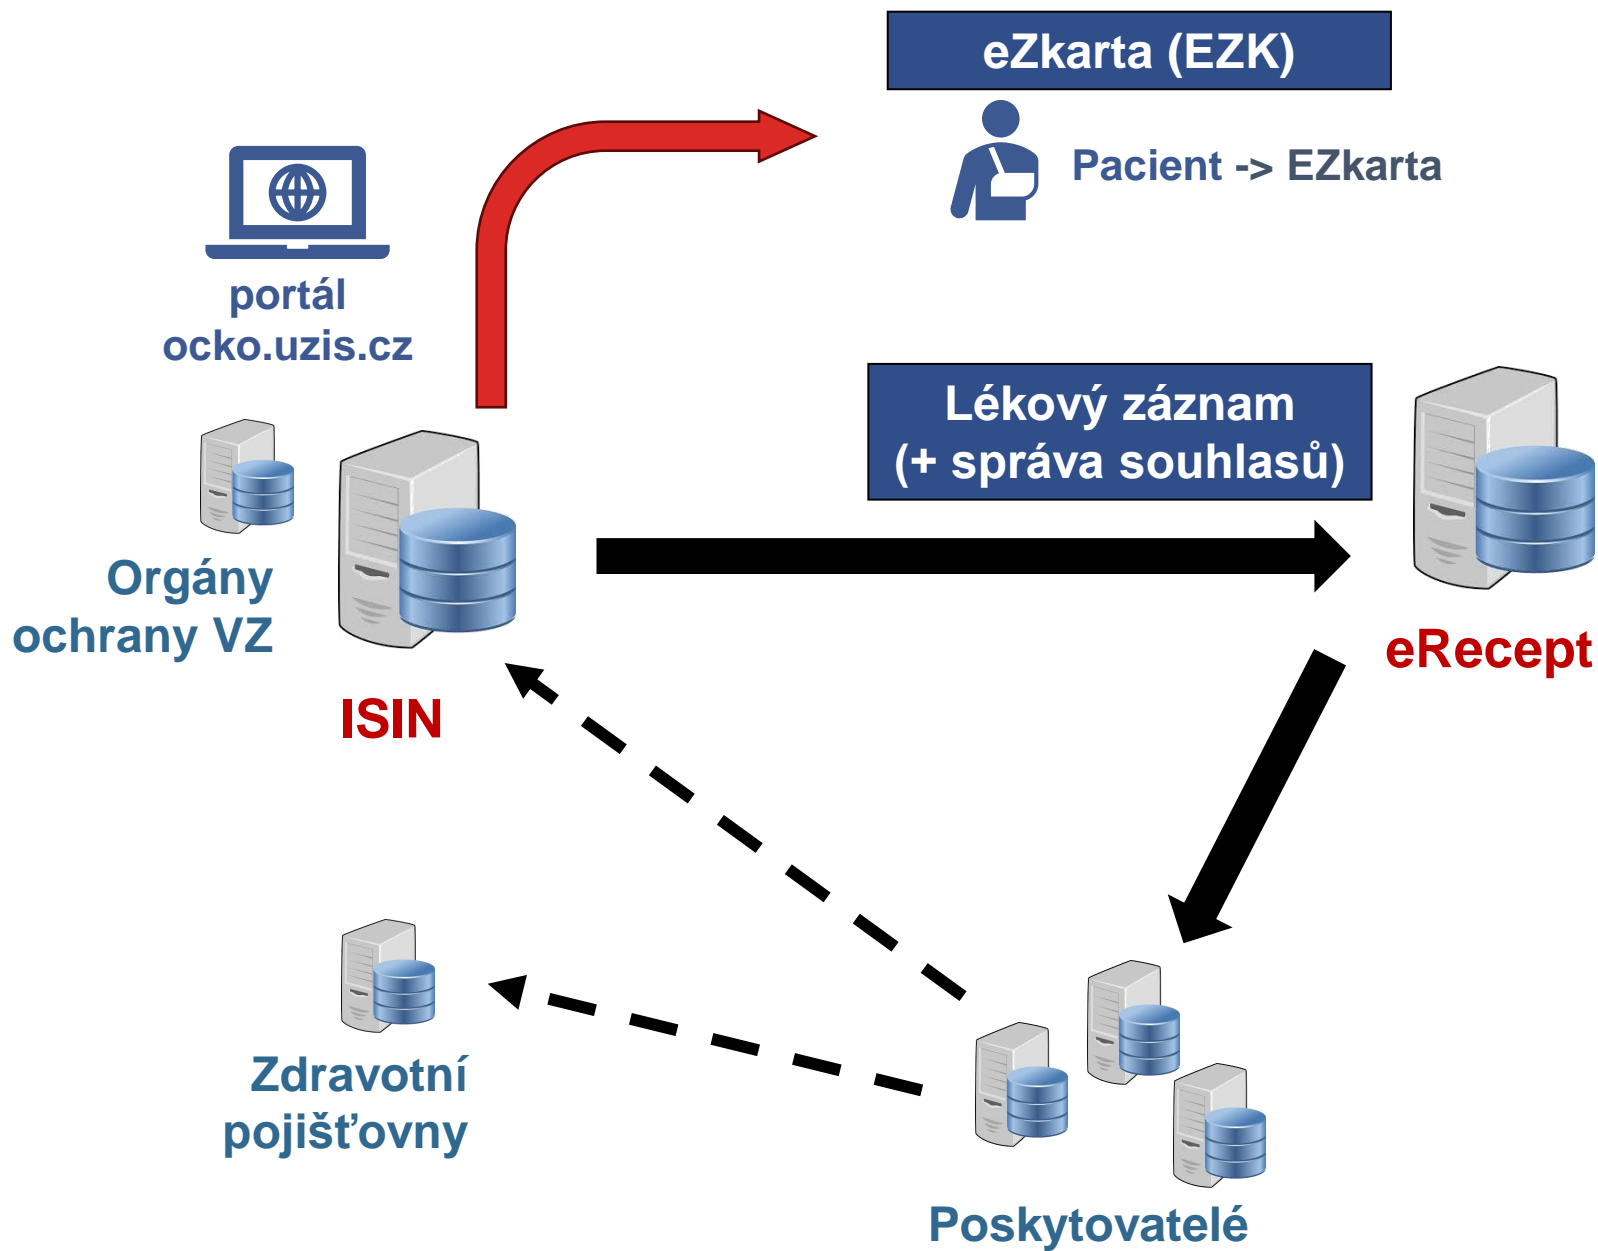 eZkarta (EZK)
Pacient -> EZkarta
portál
ocko.uzis.cz
Lékový záznam
(+ správa souhlasů)
Orgány
ochrany VZ
ISIN
eRecept
Zdravotní
pojišťovny
Poskytovatelé